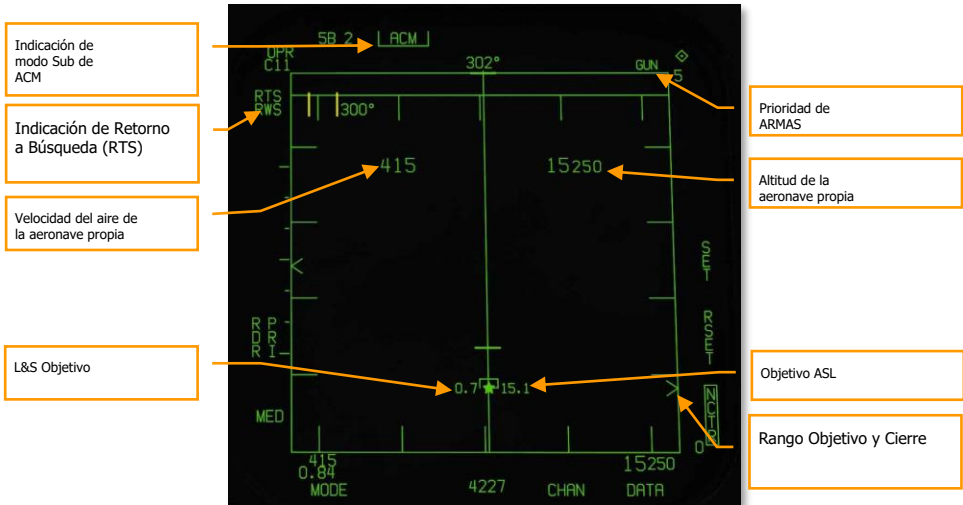 Indicación de
modo Sub de
ACM
Indicación de Retorno
a Búsqueda (RTS)
Velocidad del aire de
la aeronave propia
L&S Objetivo
SB 2 ACM
OPR
C11
302°
GUN
5
RTS
RWS
300°
415
15250
SET
RSET
NCTR
PDI
RPRR
0.7
15.1
MED
0
415
0.84
15250
MODE
4227
CHAN
DATA
Prioridad de
ARMAS
Altitud de la
aeronave propia
Objetivo ASL
Rango Objetivo y Cierre